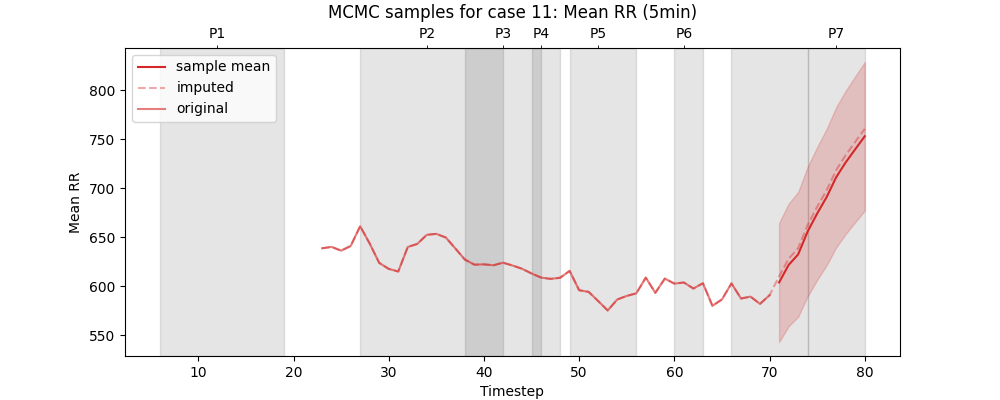 MCMC samples for case 11: Mean RR (5min)
P1 P2 P3 P4 P5 P6 P7
sample mean
imputed
original
800
750
700
650
600
550
Mean RR
10 20 30 40 50 60 70 80
Timestep